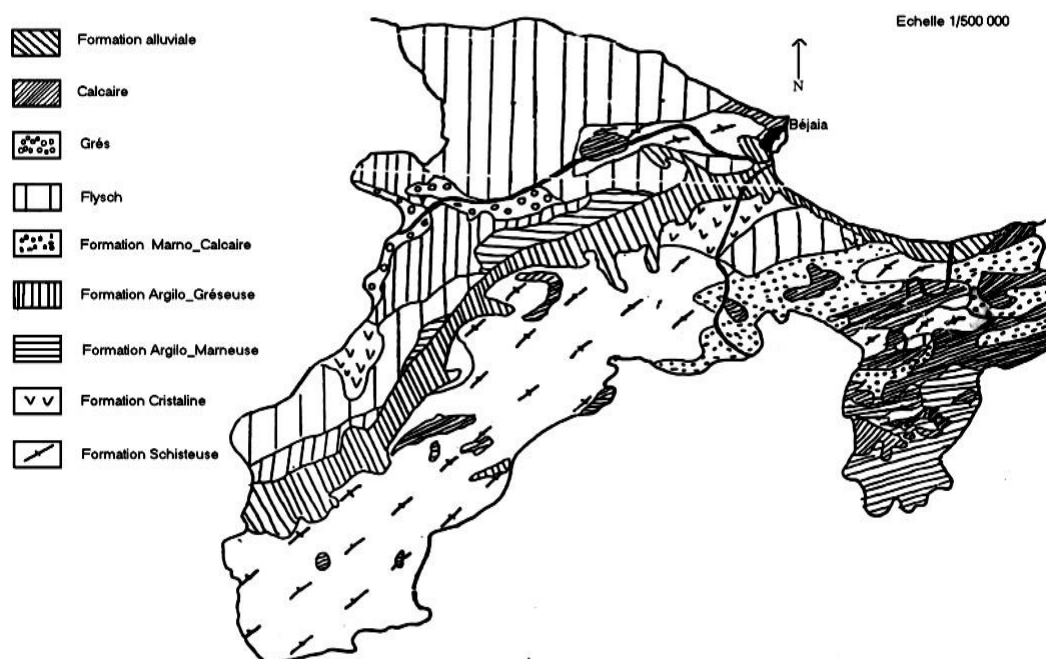 Echelle 1/500 000
N
Béjaia
Formation alluviale
Calcaire
Grés
Flysch
Formation Marno_Calcaire
Formation Argilo_Gréseuse
Formation Argilo_Marneuse
Formation Cristaline
Formation Schisteuse